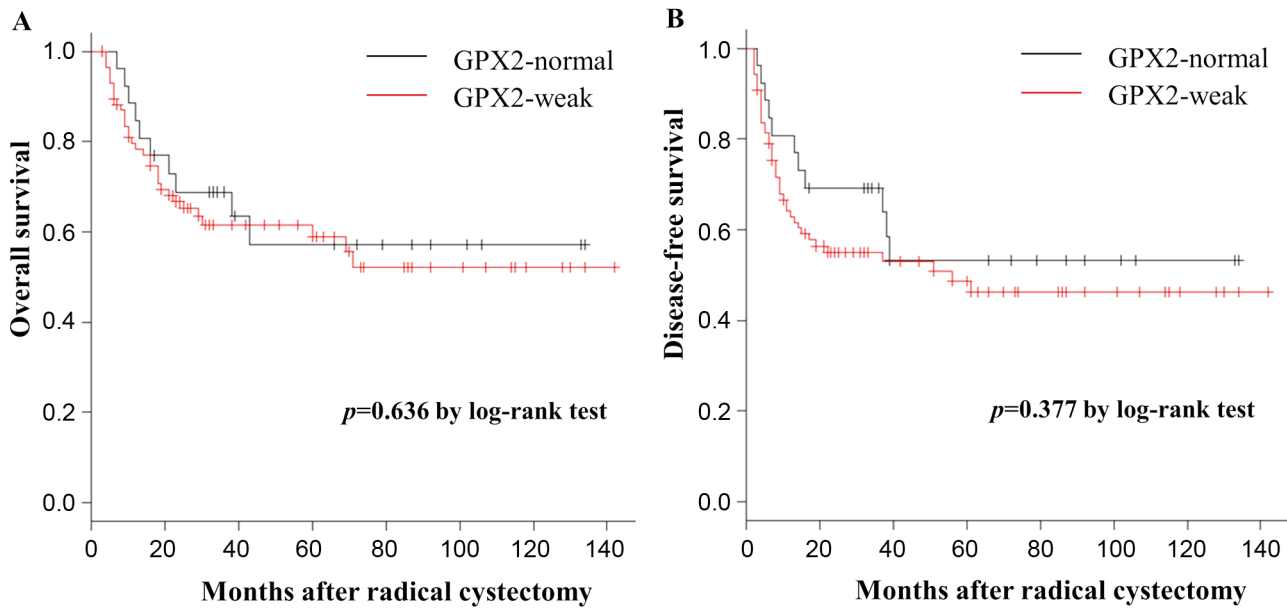 A
1.0
0.8
0.6
0.4
0.2
0.0
Overall survival
GPX2-normal
GPX2-weak
p=0.636 by log-rank test
0 20 40 60 80 100 120 140
Months after radical cystectomy
B
1.0
0.8
0.6
0.4
0.2
0.0
Disease-free survival
GPX2-normal
GPX2-weak
p=0.377 by log-rank test
0 20 40 60 80 100 120 140
Months after radical cystectomy